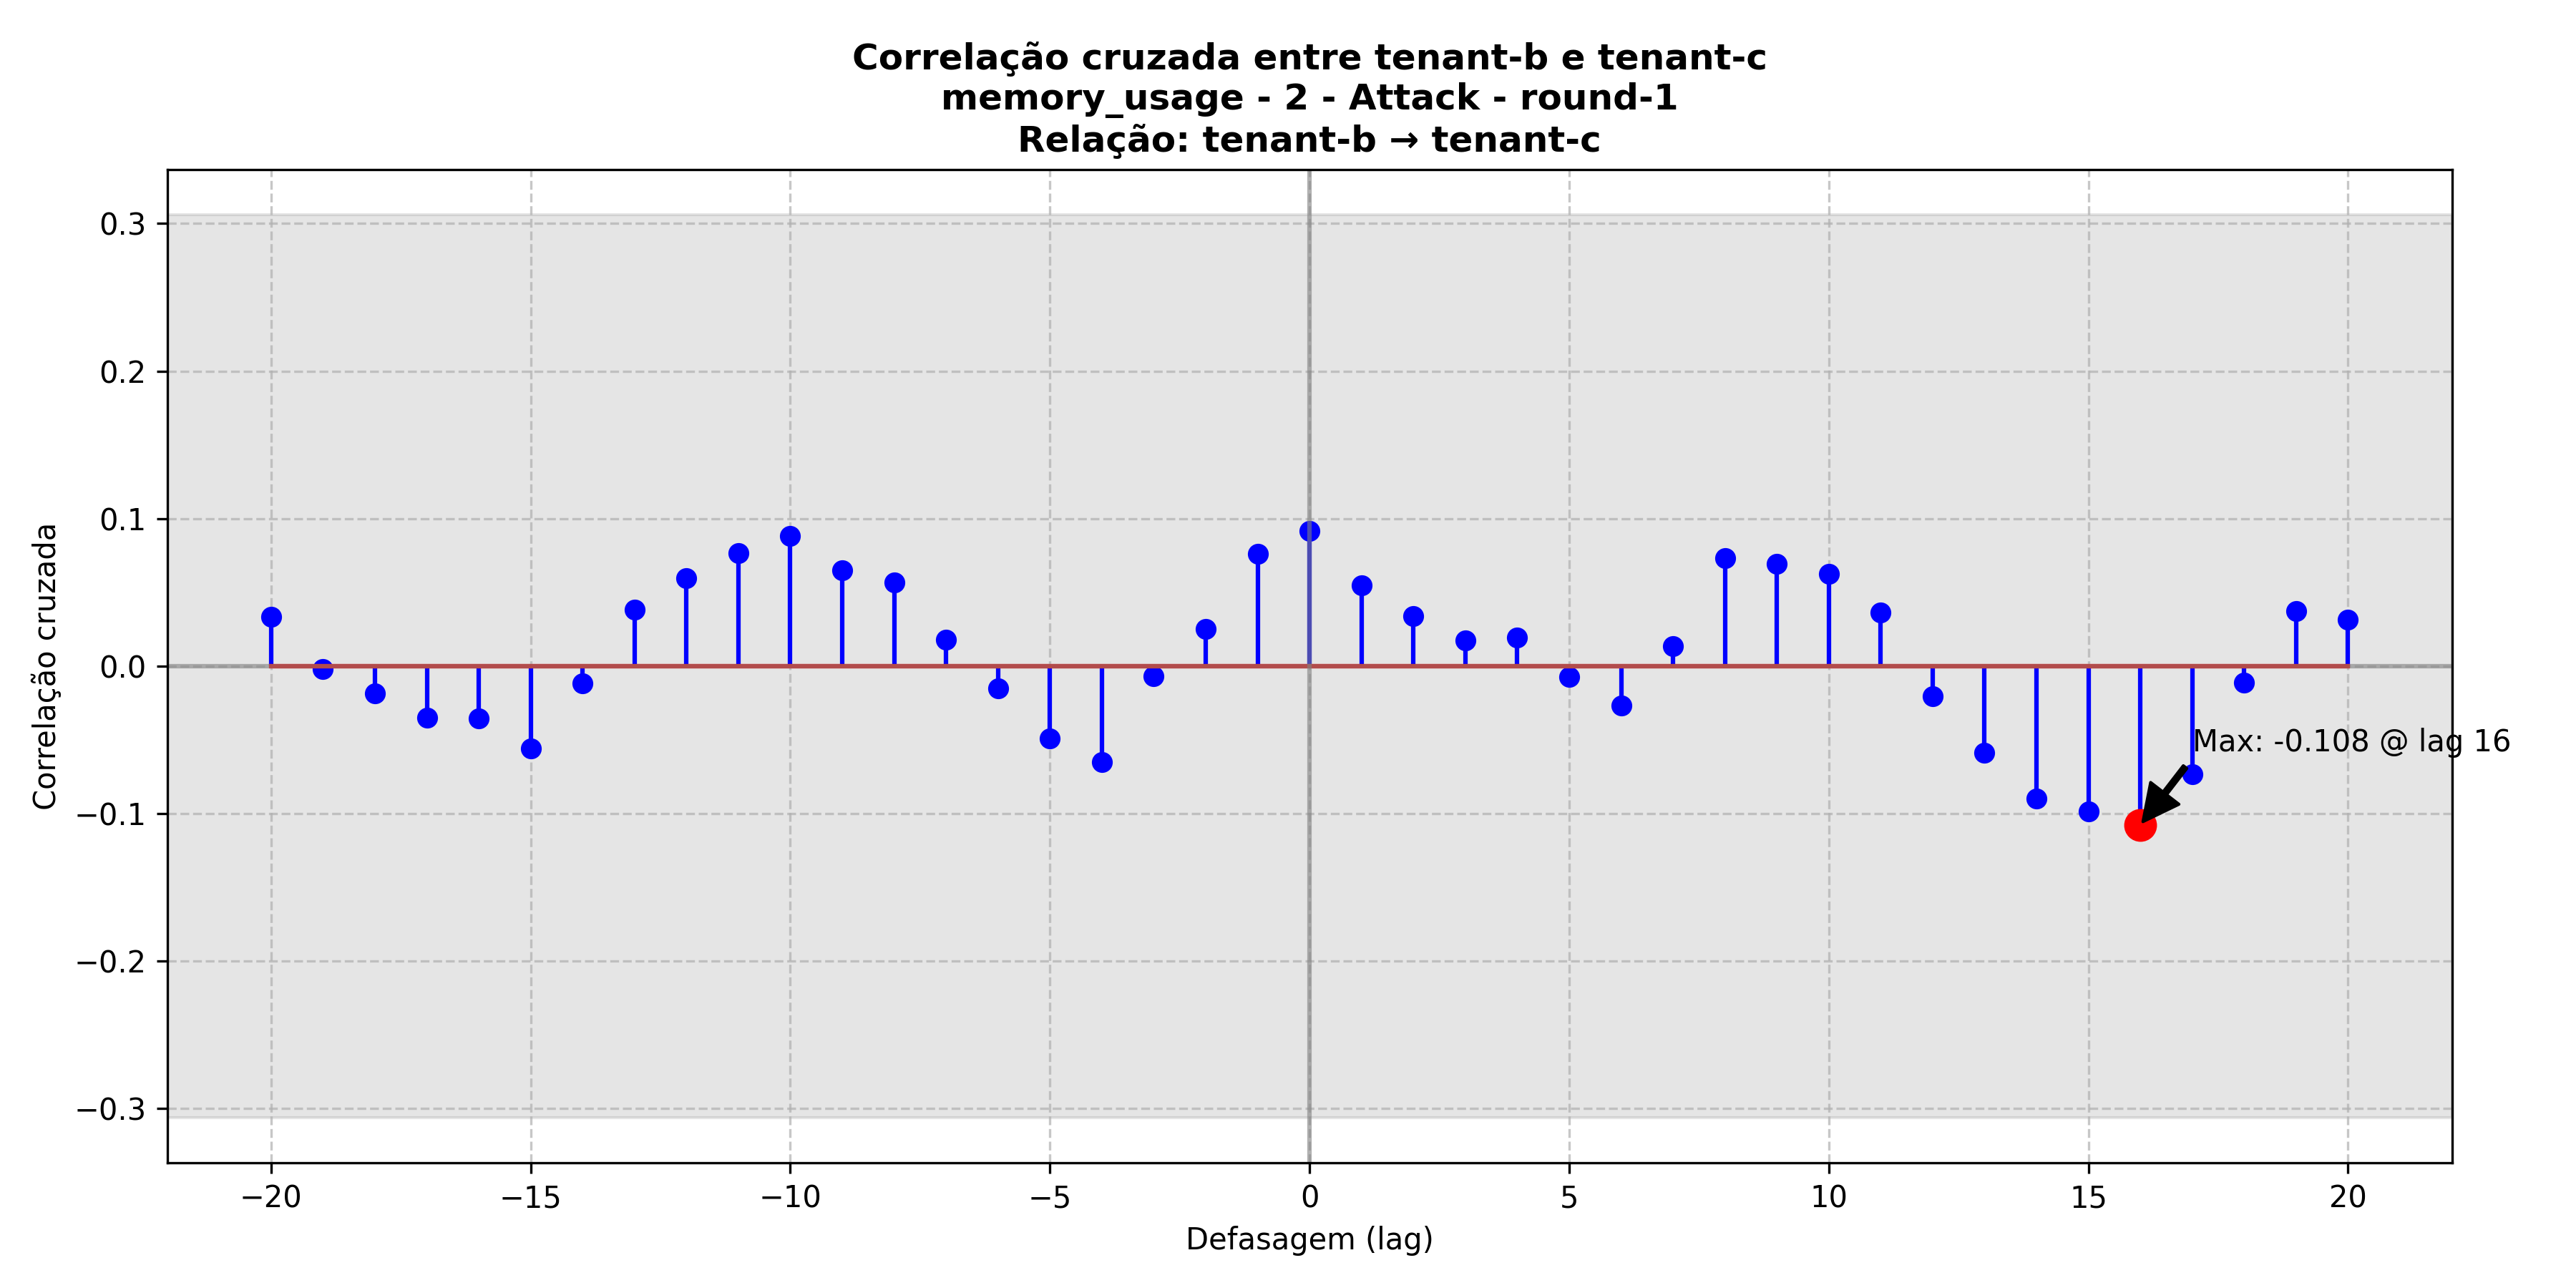 Correlação cruzada entre tenant-b e tenant-c
memory_usage - 2 - Attack - round-1
Relação: tenant-b → tenant-c
Correlação cruzada
0.3
0.2
0.1
0.0
−0.1
−0.2
−0.3
Max: -0.108 @ lag 16
−20
−15
−10
−5
0
5
10
15
20
Defasagem (lag)